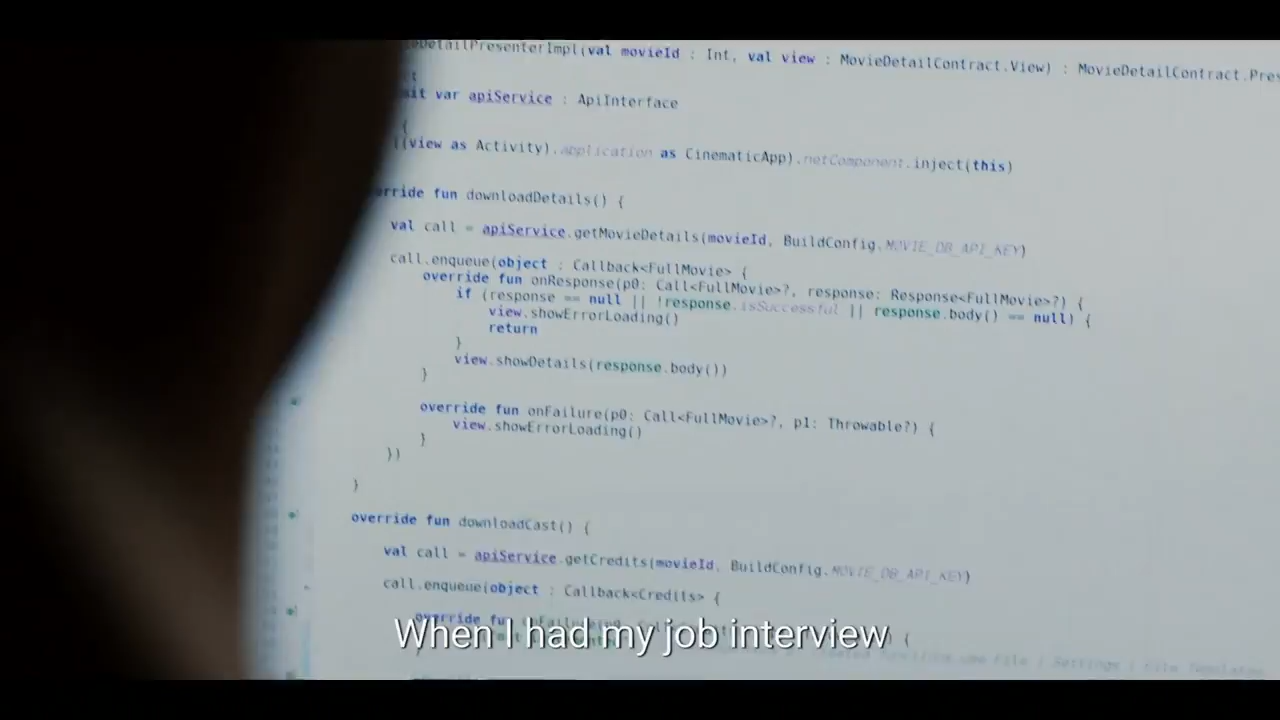 DetailPresenterImpl(val movieId : Int, val view : MovieDetailContract.View) : MovieDetailContract.Pres
var apiService : ApiInterface
{
((view as Activity).application as CinematicApp).netComponent.inject(this)
override fun downloadDetails() {
val call = apiService.getMovieDetails(movieId, BuildConfig.MOVIE_DB_API_KEY)
call.enqueue(object : Callback<FullMovie> {
override fun onResponse(p0: Call<FullMovie>?, response: Response<FullMovie>?) {
if (response == null || !response.isSuccessful || response.body() == null) {
view.showErrorLoading()
return
}
view.showDetails(response.body())
}
override fun onFailure(p0: Call<FullMovie>?, p1: Throwable?) {
view.showErrorLoading()
}
})
}
override fun downloadCast() {
val call = apiService.getCredits(movieId, BuildConfig.MOVIE_DB_API_KEY)
call.enqueue(object : Callback<Credits> {
override fun
When I had my job interview